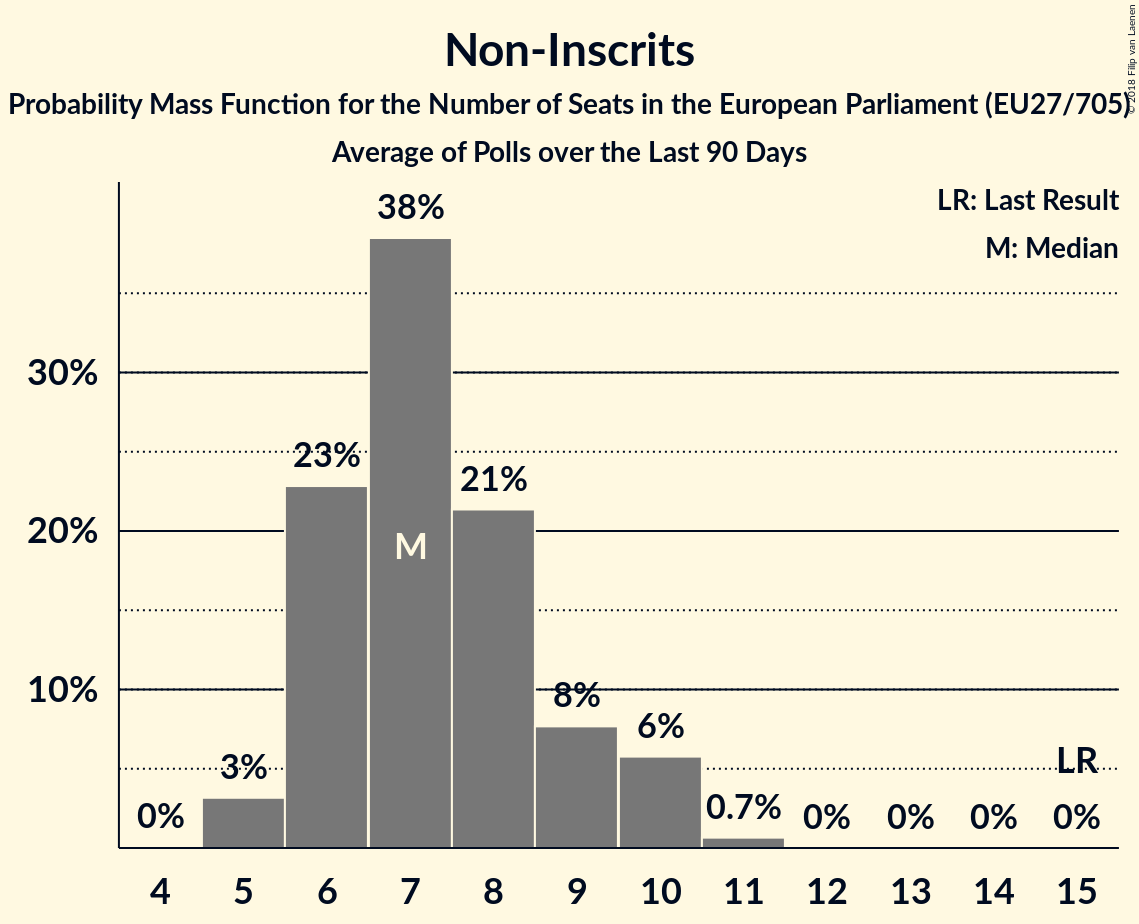 Non-Inscrits
Probability Mass Function for the Number of Seats in the European Parliament (EU27/705)
Average of Polls over the Last 90 Days
© 2018 Filip van Laenen
LR: Last Result
M: Median
38%
30%
23%
21%
20%
M
10%
8%
6%
3%
LR
0%
0.7%
0%
0%
0%
0%
4 5 6 7 8 9 10 11 12 13 14 15